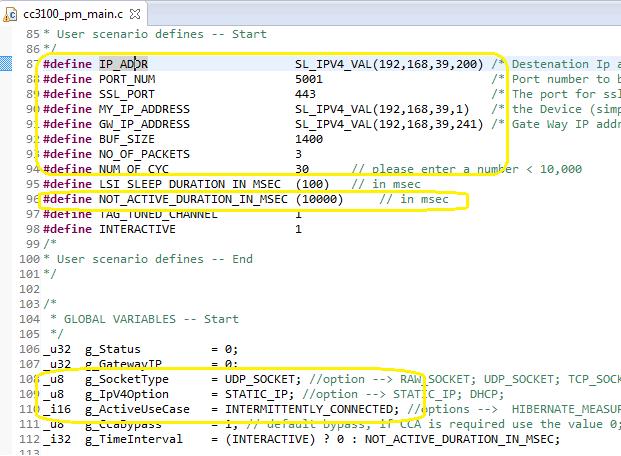 cc3100_pm_main.c
85 * User scenario defines -- Start
86 */
87 #define IP_ADDR SL_IPV4_VAL(192,168,39,200) /* Destenation Ip a
88 #define PORT_NUM 5001 /* Port number to b
89 #define SSL_PORT 443 /* The port for ssl
90 #define MY_IP_ADDRESS SL_IPV4_VAL(192,168,39,1) /* the Device (simp
91 #define GW_IP_ADDRESS SL_IPV4_VAL(192,168,39,241) /* Gate Way IP addr
92 #define BUF_SIZE 1400
93 #define NO_OF_PACKETS 3
94 #define NUM_OF_CYC 30 // please enter a number < 10,000
95 #define LSI_SLEEP_DURATION_IN_MSEC (100) // in msec
96 #define NOT_ACTIVE_DURATION_IN_MSEC (10000) // in msec
97 #define TAG_TUNED_CHANNEL 1
98 #define INTERACTIVE 1
99 /*
100 * User scenario defines -- End
101 */
102
103 /*
104 * GLOBAL VARIABLES -- Start
105 */
106 _u32 g_Status = 0;
107 _u32 g_GatewayIP = 0;
108 _u8 g_SocketType = UDP_SOCKET; //option --> RAW_SOCKET; UDP_SOCKET; TCP_SOCK
109 _u8 g_IpV4Option = STATIC_IP; //option --> STATIC_IP; DHCP;
110 _i16 g_ActiveUseCase = INTERMITTENTLY_CONNECTED; //options --> HIBERNATE_MEASUR
111 _u8 g_CcaBypass = 1; // default bypass, if CCA is required use the value 0;
112 _i32 g_TimeInterval = (INTERACTIVE) ? 0 : NOT_ACTIVE_DURATION_IN_MSEC;